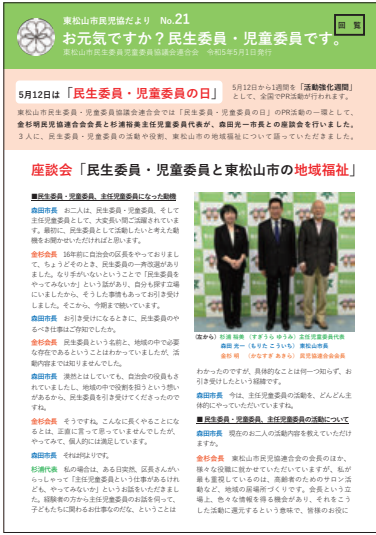 東松山市民児協だより No.21
回 覧
お元気ですか？民生委員・児童委員です。
東松山市民生委員児童委員協議会連合会 令和5年5月1日発行
5月12日は「民生委員・児童委員の日」
5月12日から1週間を「活動強化週間」
として、全国でPR活動が行われます。
東松山市民生委員・児童委員協議会連合会では「民生委員・児童委員の日」のPR活動の一環として、
金杉明民児協連合会会長と杉浦裕美主任児童委員代表が、森田光一市長との座談会を行いました。
3人に、民生委員・児童委員の活動や役割、東松山市の地域福祉について語っていただきました。
座談会「民生委員・児童委員と東松山市の地域福祉」
■民生委員・児童委員、主任児童委員になった動機
森田市長 お二人は、民生委員・児童委員、そして
主任児童委員として、大変長い間ご活躍されていま
す。最初に、民生委員として活動したいと考えた動
機をお聞かせいただければと思います。
金杉会長 16年前に自治会の区長をやっておりまし
て、ちょうどそのとき、民生委員の一斉改選があり
ました。なり手がいないということで「民生委員を
やってみないか」という話があり、自分も探す立場
にいましたから、そうした事情もあってお引き受け
しました。そこから、今期まで続いています。
森田市長 お引き受けになるときに、民生委員のや
るべき仕事はご存知でしたか。
金杉会長 民生委員という名前と、地域の中で必要
な存在であるということはわかっていましたが、活
動内容までは知りませんでした。
森田市長 漠然とはしていても、自治会の役員もさ
れていましたし、地域の中で役割を担うという想い
があるから、民生委員を引き受けてくださったので
すね。
金杉会長 そうですね。こんなに長くやることにな
るとは、正直に言って思っていませんでしたが、
やってみて、個人的には満足しています。
森田市長 それは何よりです。
杉浦代表 私の場合は、ある日突然、区長さんがい
らっしゃって「主任児童委員という仕事があるけれ
ども、やってみないか」というお話をいただきまし
た。経験者の方から主任児童委員のお話を伺って、
子どもたちに関わるお仕事なのだな、ということは
（左から）杉浦 裕美（すぎうら ゆうみ）主任児童委員代表
森田 光一（もりた こういち）東松山市長
金杉 明（かなすぎ あきら）民児協連合会会長
わかったのですが、具体的なことは何一つ知らず、お
引き受けしたという経緯です。
森田市長 今は、主任児童委員の活動を、どんどん主
体的にやっていただいていますね。
■ 民生委員・児童委員、主任児童委員の活動について
森田市長 現在のお二人の活動内容を教えていただけ
ますか。
金杉会長 東松山市民児協連合会の会長のほか、
様々な役職に就かせていただいていますが、私が
最も重視しているのは、高齢者のためのサロン活
動など、地域の居場所づくりです。会長という立
場上、色々な情報を得る機会があり、それをこう
した活動に還元するという意味で、皆様のお役に